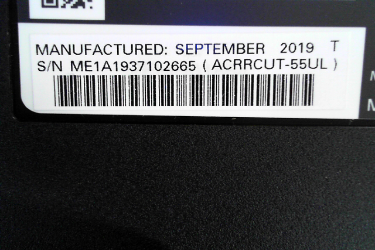 MANUFACTURED: SEPTEMBER 2019 T
S/N ME1A1937102665 ( ACRRCUT-55UL )